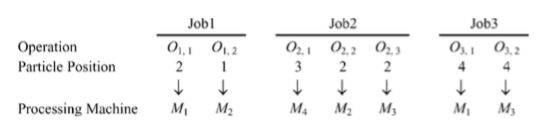 Job1 Job2 Job3
Operation O1,1 O1,2 O2,1 O2,2 O2,3 O3,1 O3,2
Particle Position 2 1 3 2 2 4 4
↓ ↓ ↓ ↓ ↓ ↓ ↓
Processing Machine M1 M2 M4 M2 M3 M1 M3